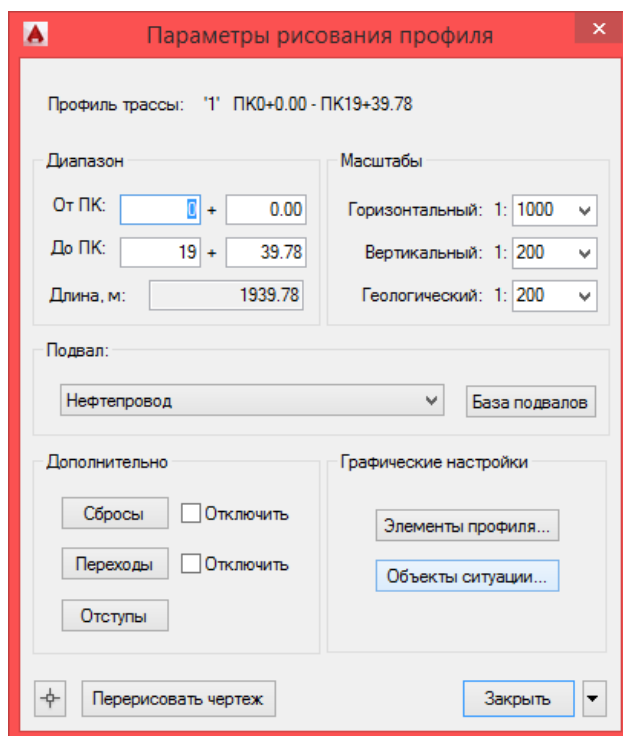 Параметры рисования профиля
Профиль трассы: '1' ПК0+0.00 - ПК19+39.78
Диапазон
От ПК: 0 + 0.00
До ПК: 19 + 39.78
Длина, м: 1939.78
Масштабы
Горизонтальный: 1: 1000
Вертикальный: 1: 200
Геологический: 1: 200
Подвал:
Нефтепровод База подвалов
Дополнительно
Сбросы Отключить
Переходы Отключить
Отступы
Графические настройки
Элементы профиля...
Объекты ситуации...
Перерисовать чертеж Закрыть